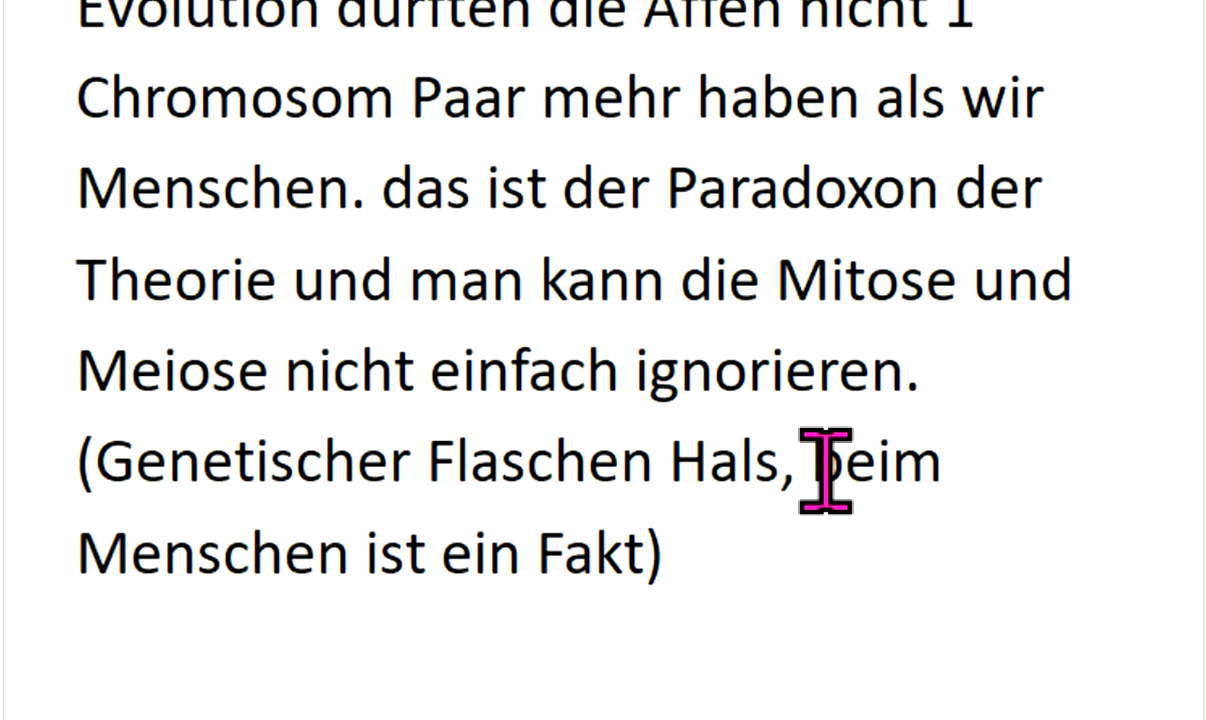 Evolution dürften die Affen nicht 1
Chromosom Paar mehr haben als wir
Menschen. das ist der Paradoxon der
Theorie und man kann die Mitose und
Meiose nicht einfach ignorieren.
(Genetischer Flaschen Hals, beim
Menschen ist ein Fakt)